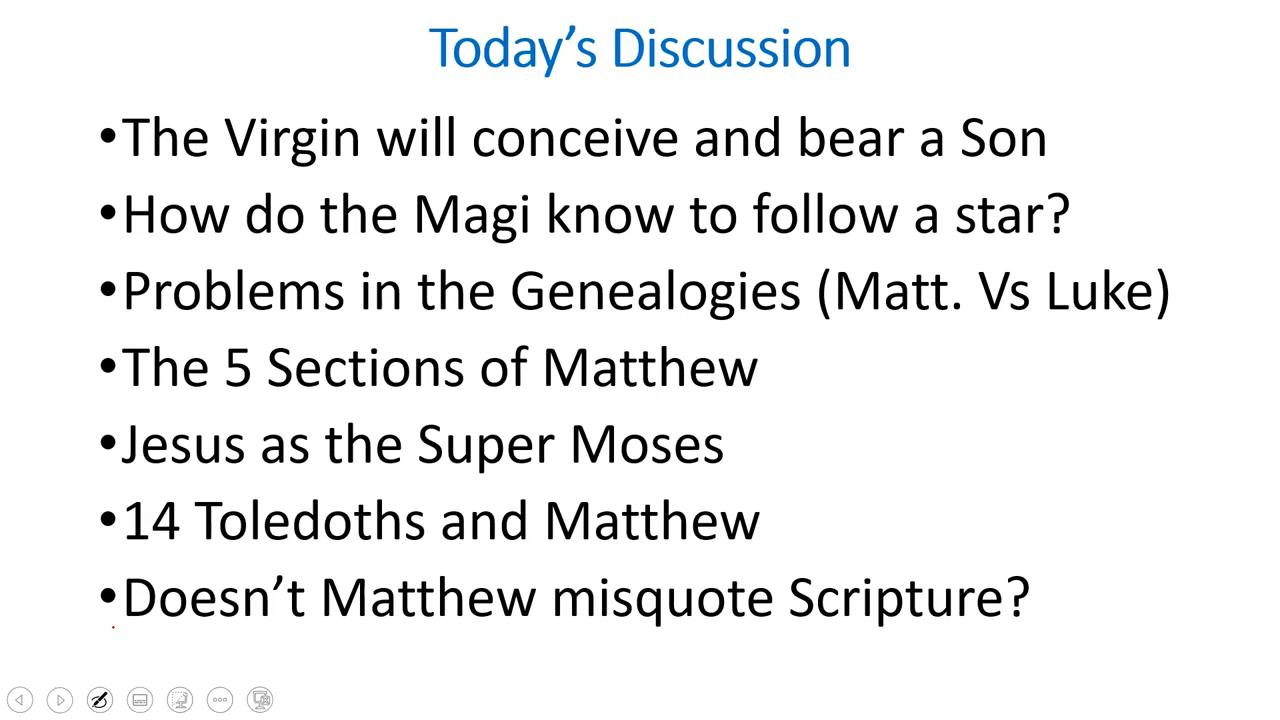 Today’s Discussion
•The Virgin will conceive and bear a Son
•How do the Magi know to follow a star?
•Problems in the Genealogies (Matt. Vs Luke)
•The 5 Sections of Matthew
•Jesus as the Super Moses
•14 Toledoths and Matthew
•Doesn’t Matthew misquote Scripture?